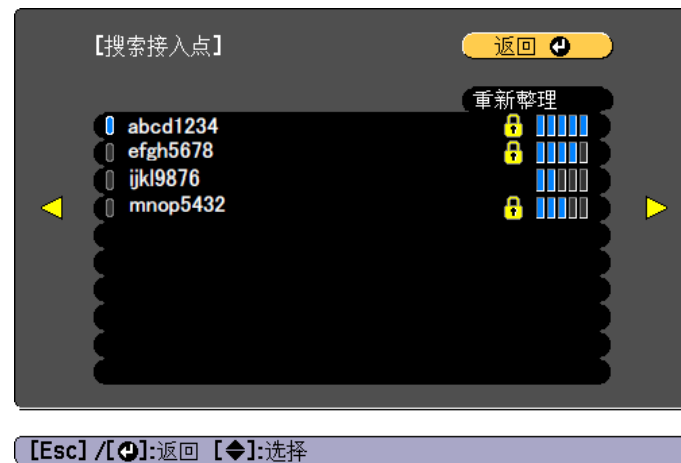 [搜索接入点]
返回
重新整理
abcd1234
efgh5678
ijkl9876
mnop5432
[Esc] /[⏎]:返回 [◆]:选择